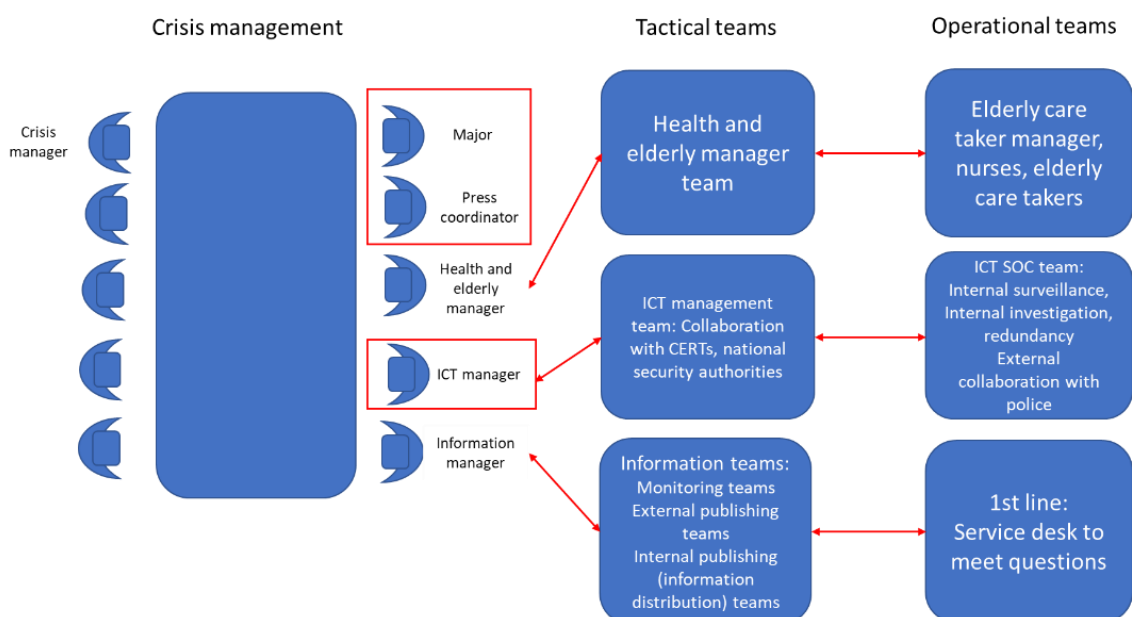 Crisis management
Tactical teams
Operational teams
Crisis
manager
Major
Press
coordinator
Health and
elderly
manager
ICT manager
Information
manager
Health and
elderly manager
team
Elderly care
taker manager,
nurses, elderly
care takers
ICT management
team: Collaboration
with CERTs, national
security authorities
ICT SOC team:
Internal surveillance,
Internal investigation,
redundancy
External
collaboration with
police
Information teams:
Monitoring teams
External publishing
teams
Internal publishing
(information
distribution) teams
1st line:
Service desk to
meet questions